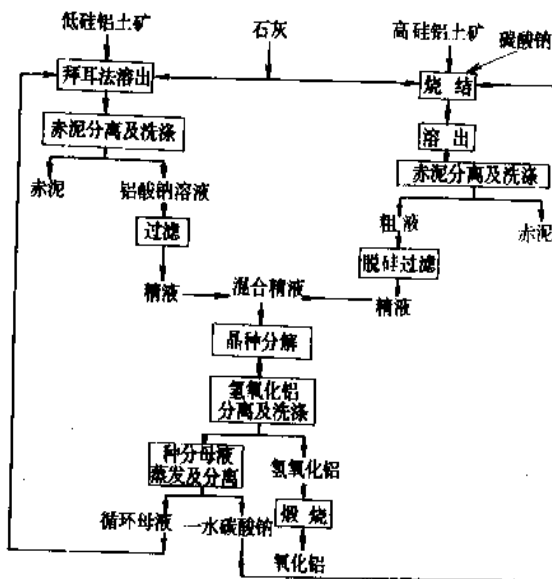 低硅铝土矿
石灰
高硅铝土矿
碳酸钠
拜耳法溶出
烧结
溶出
赤泥分离及洗涤
赤泥分离及洗涤
赤泥
铝酸钠溶液
粗液
赤泥
过滤
脱硅过滤
精液
混合精液
精液
晶种分解
氢氧化铝
分离及洗涤
种分母液
蒸发及分离
氢氧化铝
循环母液
一水碳酸钠
煅烧
氧化铝